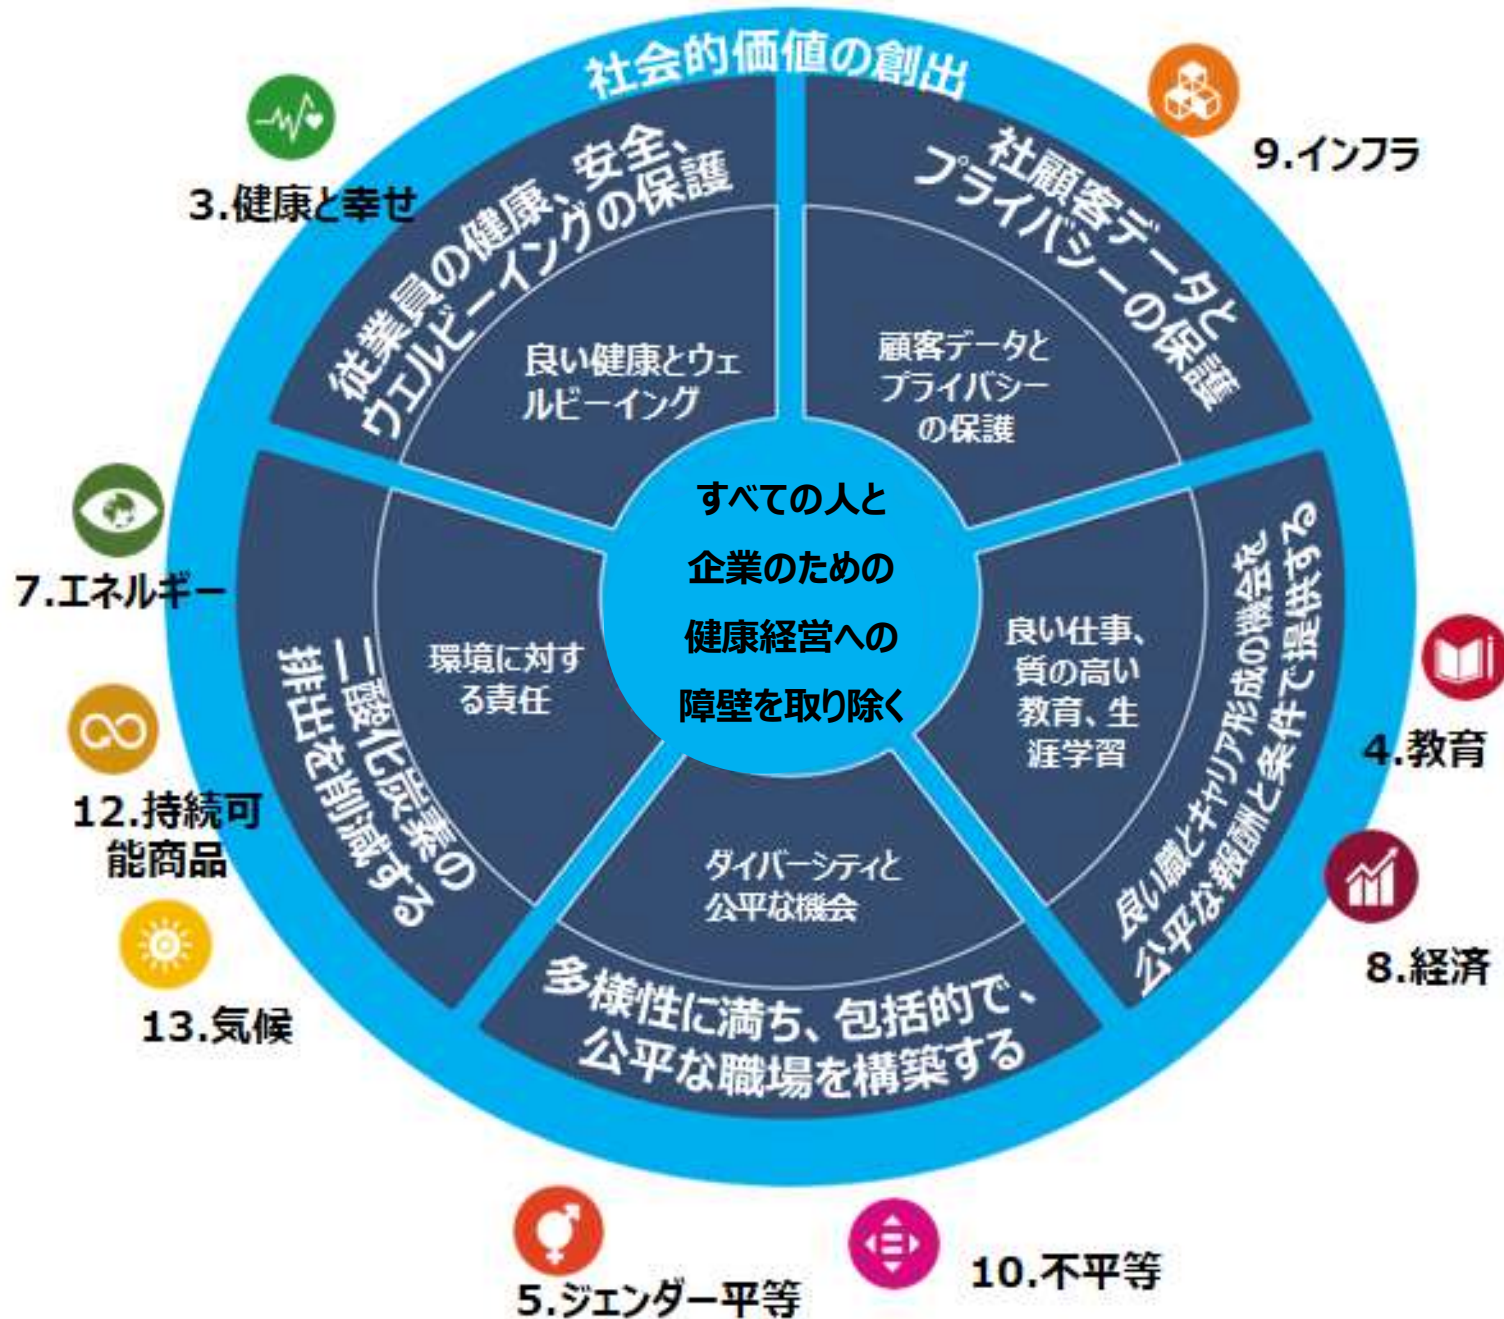 社会的価値の創出
3.健康と幸せ
9.インフラ
従業員の健康、安全、
ウェルビーイングの保護
社顧客データと
プライバシーの保護
良い健康とウェ
ルビーイング
顧客データと
プライバシー
の保護
すべての人と
企業のための
健康経営への
障壁を取り除く
7.エネルギー
12.持続可
能商品
13.気候
二酸化炭素の
排出を削減する
環境に対す
る責任
良い仕事、
質の高い
教育、生
涯学習
良い職とキャリア形成の機会を
公平な報酬と条件で提供する
4.教育
8.経済
ダイバーシティと
公平な機会
多様性に満ち、包括的で、
公平な職場を構築する
5.ジェンダー平等
10.不平等